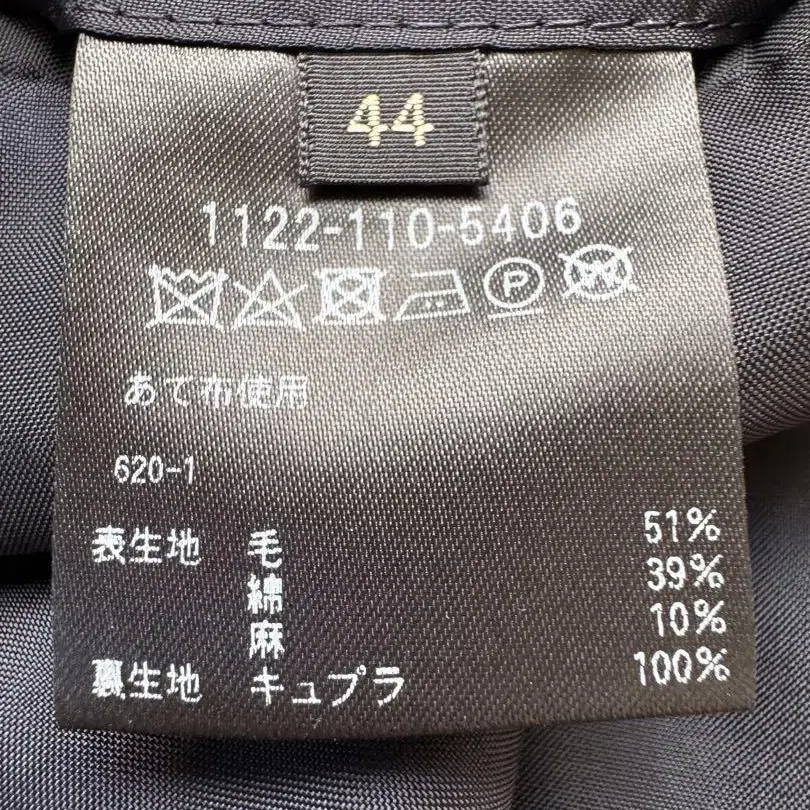 44
1122-110-5406
P W
あて布使用
620-1
表生地 毛 51%
綿 39%
麻 10%
裏生地 キュプラ 100%